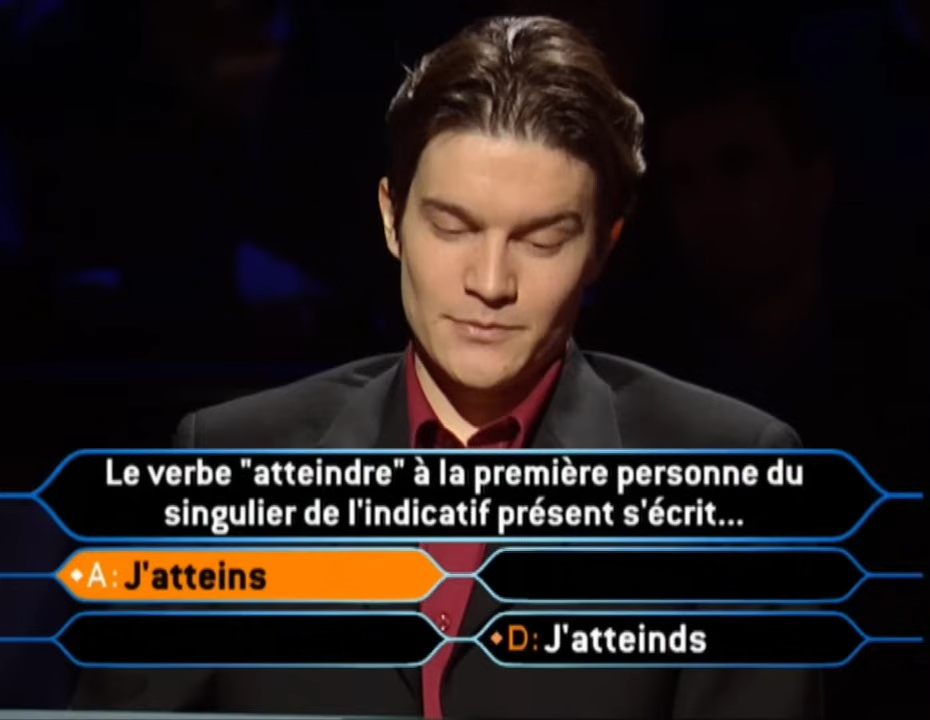 Le verbe "atteindre" à la première personne du
singulier de l'indicatif présent s'écrit...
A: J'atteins
D: J'atteinds